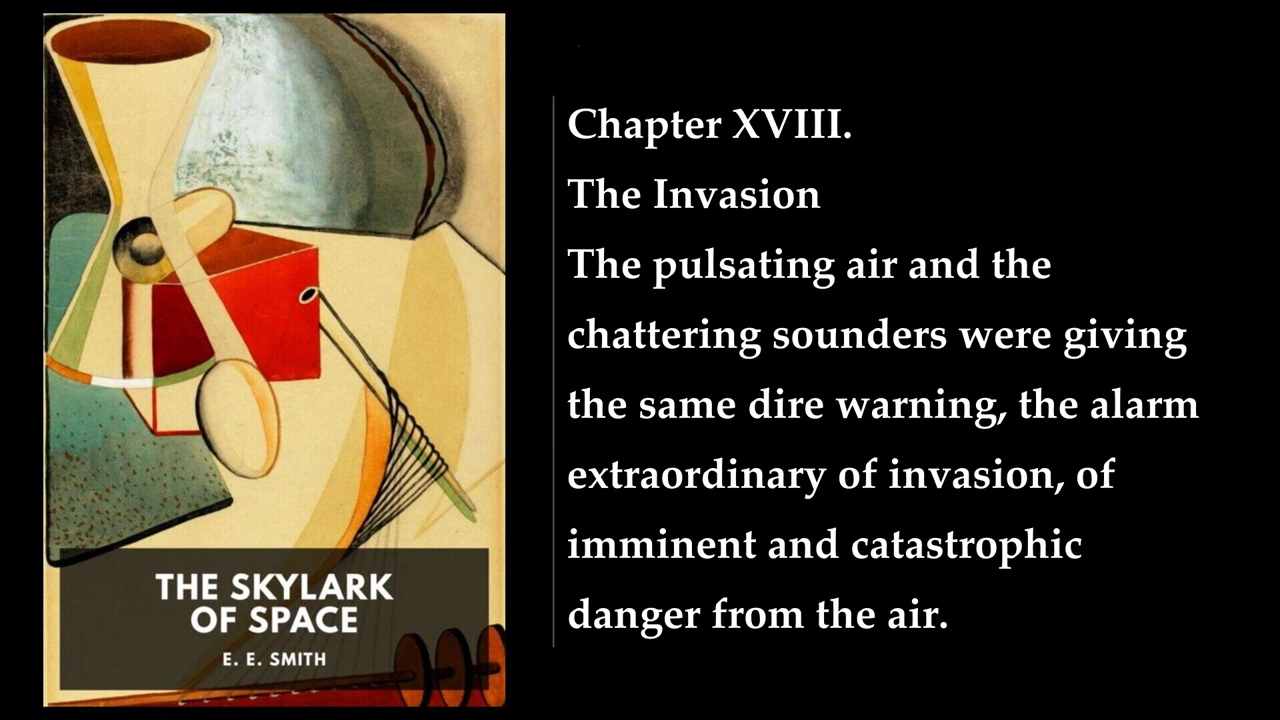 THE SKYLARK
OF SPACE
E. E. SMITH
Chapter XVIII.
The Invasion
The pulsating air and the
chattering sounders were giving
the same dire warning, the alarm
extraordinary of invasion, of
imminent and catastrophic
danger from the air.